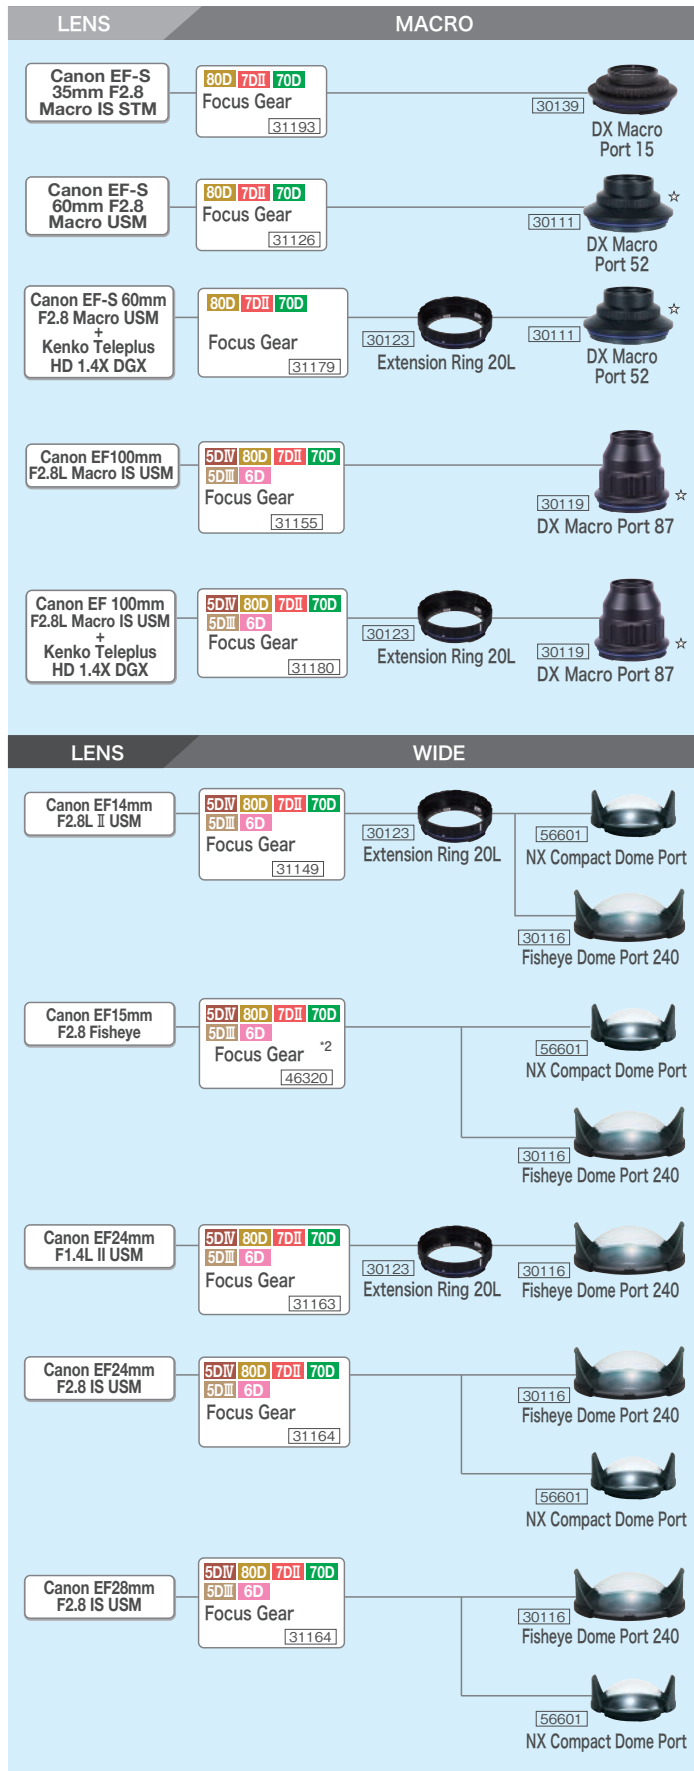 LENS MACRO
Canon EF-S
35mm F2.8
Macro IS STM
80D 7DⅡ 70D
Focus Gear
31193
30139
DX Macro
Port 15
Canon EF-S
60mm F2.8
Macro USM
80D 7DⅡ 70D
Focus Gear
31126
30111
☆
DX Macro
Port 52
Canon EF-S 60mm
F2.8 Macro USM
+
Kenko Teleplus
HD 1.4X DGX
80D 7DⅡ 70D
Focus Gear
31179
30123
Extension Ring 20L
30111
☆
DX Macro
Port 52
Canon EF100mm
F2.8L Macro IS USM
5DⅣ 80D 7DⅡ 70D
5DⅢ 6D
Focus Gear
31155
30119
☆
DX Macro Port 87
Canon EF 100mm
F2.8L Macro IS USM
+
Kenko Teleplus
HD 1.4X DGX
5DⅣ 80D 7DⅡ 70D
5DⅢ 6D
Focus Gear
31180
30123
Extension Ring 20L
30119
☆
DX Macro Port 87
LENS WIDE
Canon EF14mm
F2.8L Ⅱ USM
5DⅣ 80D 7DⅡ 70D
5DⅢ 6D
Focus Gear
31149
30123
Extension Ring 20L
56601
NX Compact Dome Port
30116
Fisheye Dome Port 240
Canon EF15mm
F2.8 Fisheye
5DⅣ 80D 7DⅡ 70D
5DⅢ 6D
Focus Gear *2
46320
56601
NX Compact Dome Port
30116
Fisheye Dome Port 240
Canon EF24mm
F1.4L II USM
5DⅣ 80D 7DⅡ 70D
5DⅢ 6D
Focus Gear
31163
30123
Extension Ring 20L
30116
Fisheye Dome Port 240
Canon EF24mm
F2.8 IS USM
5DⅣ 80D 7DⅡ 70D
5DⅢ 6D
Focus Gear
31164
30116
Fisheye Dome Port 240
56601
NX Compact Dome Port
Canon EF28mm
F2.8 IS USM
5DⅣ 80D 7DⅡ 70D
5DⅢ 6D
Focus Gear
31164
30116
Fisheye Dome Port 240
56601
NX Compact Dome Port